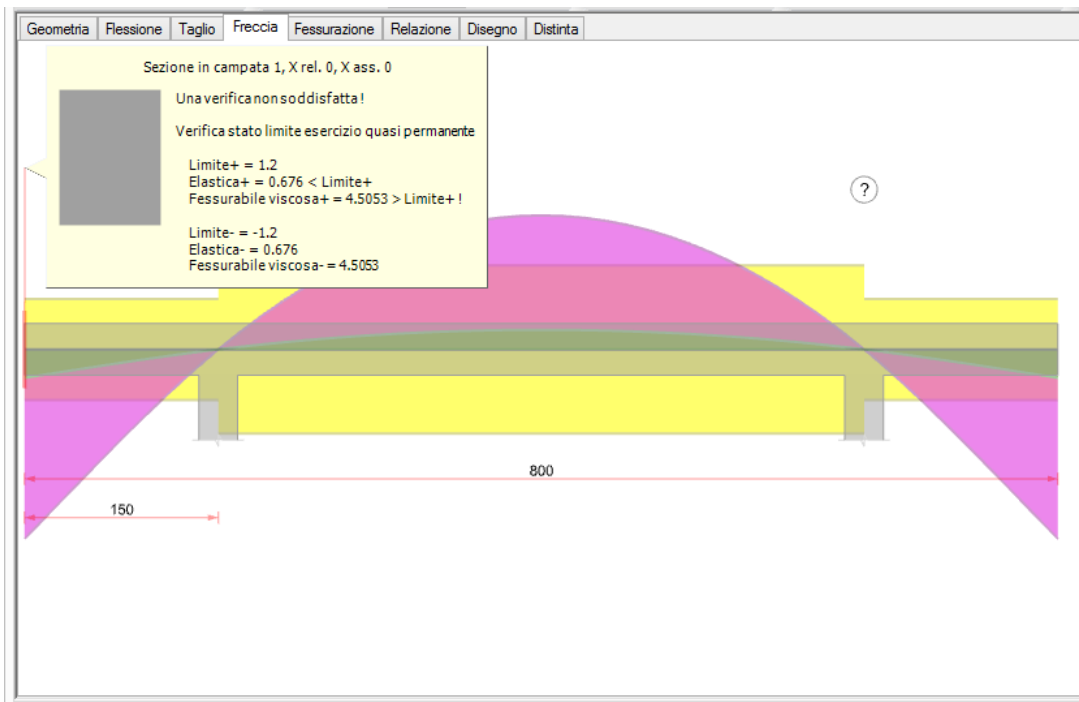 Geometria Flessione Taglio Freccia Fessurazione Relazione Disegno Distinta
Sezione in campata 1, X rel. 0, X ass. 0
Una verifica non soddisfatta !
Verifica stato limite esercizio quasi permanente
Limite+ = 1.2
Elastica+ = 0.676 < Limite+
Fessurabile viscosa+ = 4.5053 > Limite+ !
Limite- = -1.2
Elastica- = 0.676
Fessurabile viscosa- = 4.5053
?
800
150